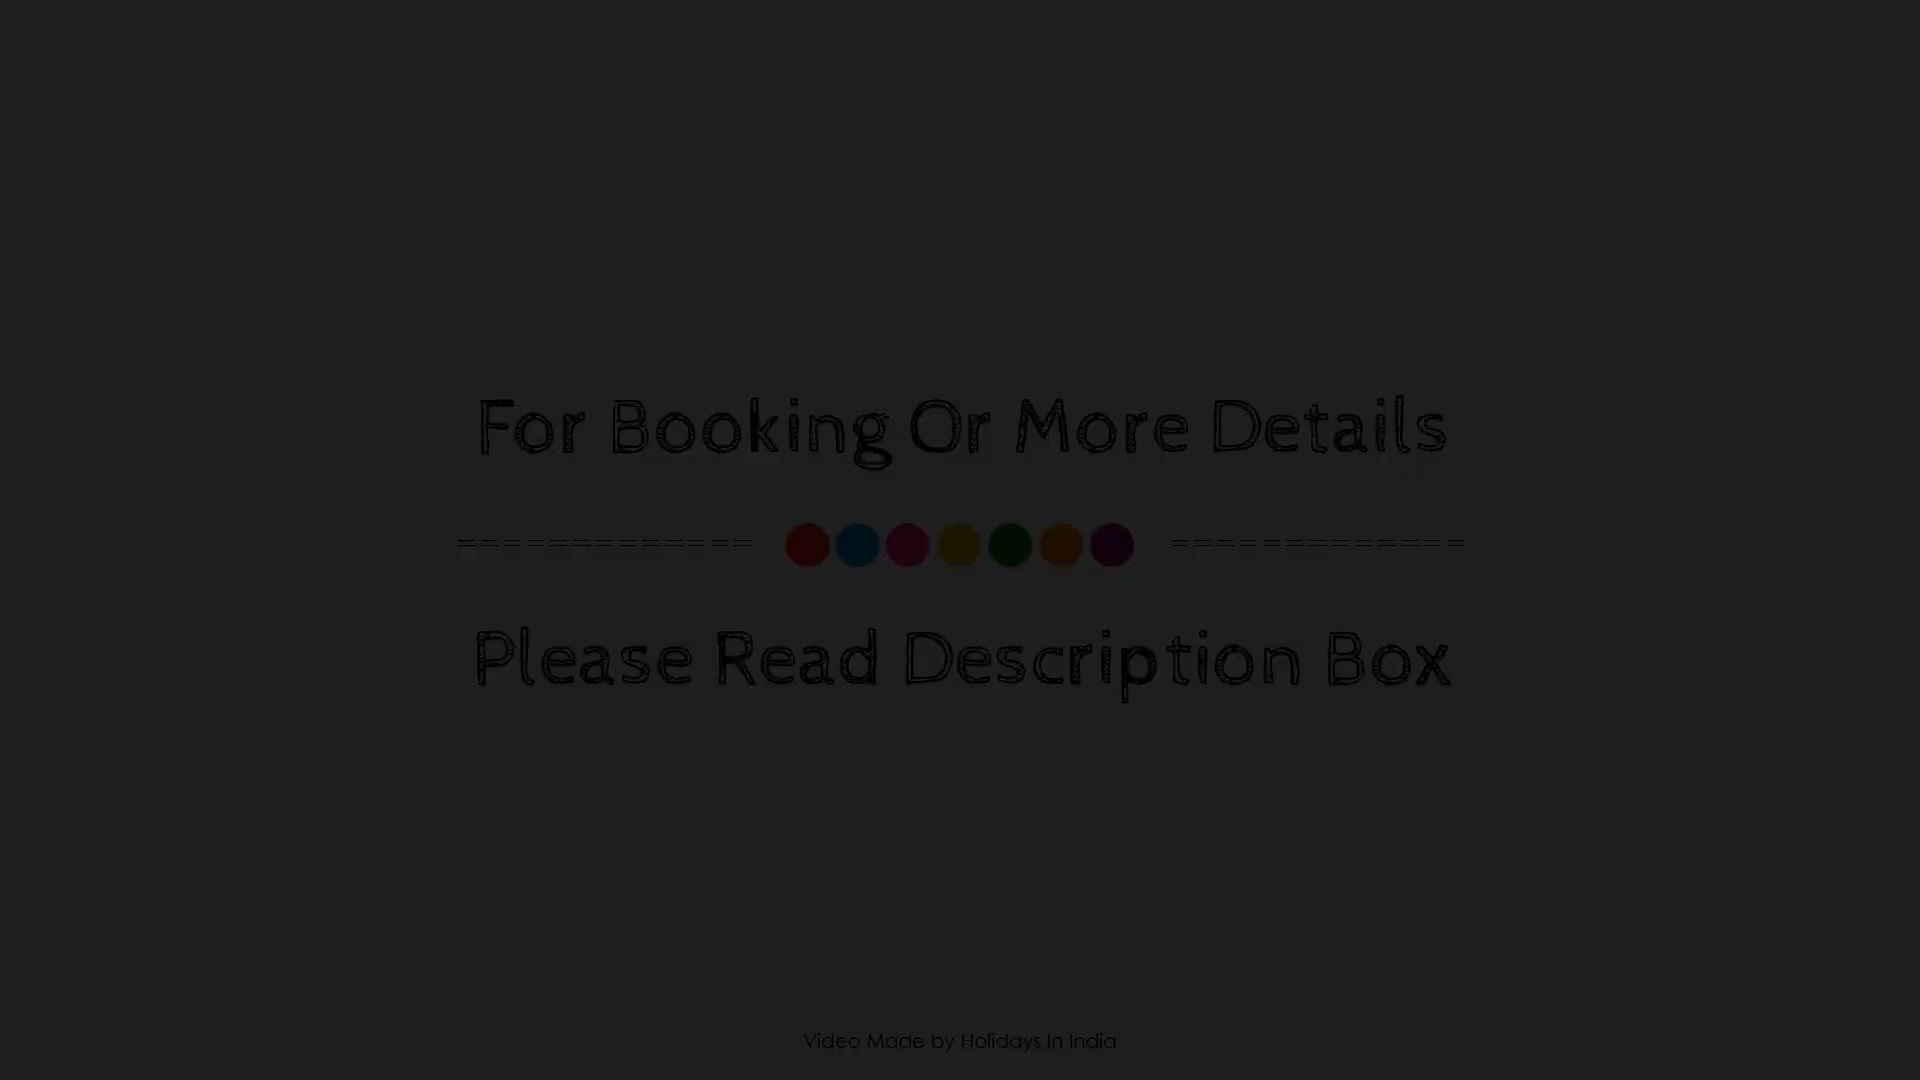 For Booking Or More Details
============= =============
Please Read Description Box
Video Made by Holidays In India